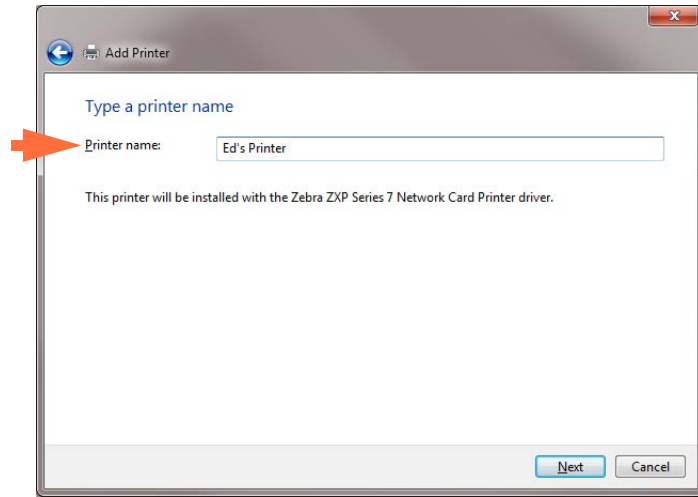 x
Add Printer
Type a printer name
Printer name: Ed's Printer
This printer will be installed with the Zebra ZXP Series 7 Network Card Printer driver.
Next Cancel